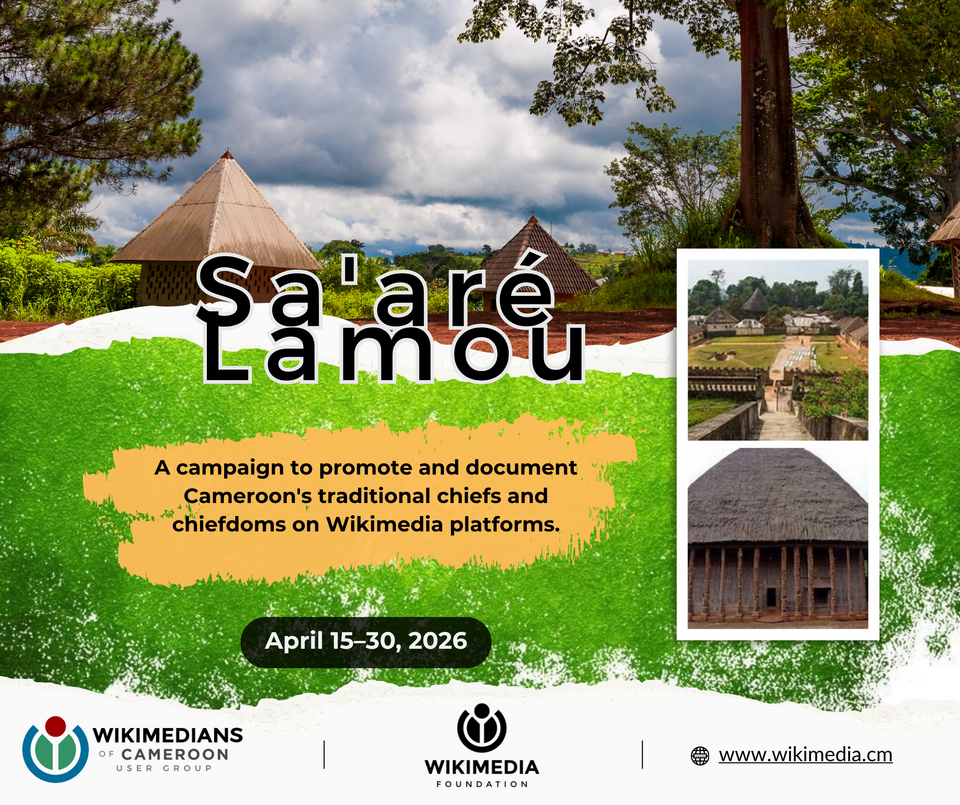 Sa'aré
Lamou
A campaign to promote and document
Cameroon's traditional chiefs and
chiefdoms on Wikimedia platforms.
April 15–30, 2026
WIKIMEDIANS
OF CAMEROON
USER GROUP
WIKIMEDIA
FOUNDATION
www.wikimedia.cm